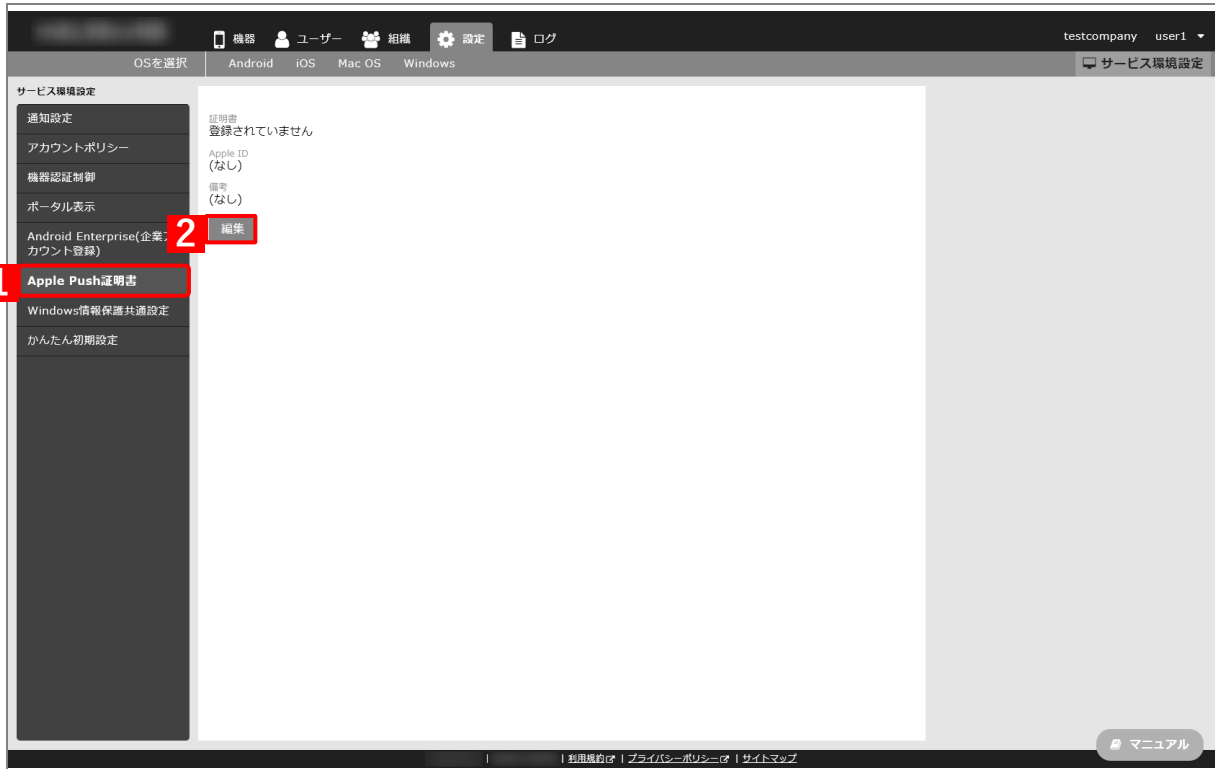 機器 ユーザー 組織 設定 ログ testcompany user1
OSを選択 Android iOS Mac OS Windows サービス環境設定
サービス環境設定
通知設定
アカウントポリシー
機器認証制御
ポータル表示
Android Enterprise(企業
カウント登録)
1 Apple Push証明書
Windows情報保護共通設定
かんたん初期設定
証明書
登録されていません
Apple ID
(なし)
備考
(なし)
2 編集
マニュアル
| | 利用規約 | プライバシーポリシー | サイトマップ